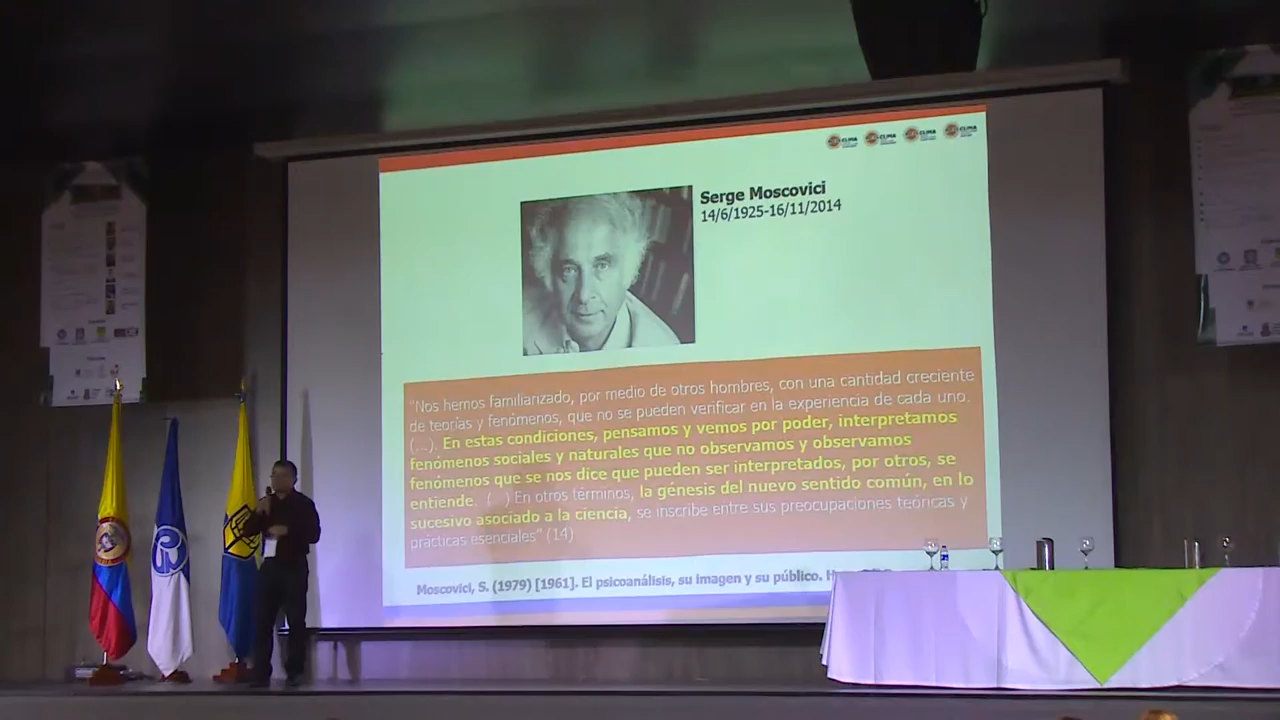 CLIMA CLIMA CLIMA CLIMA
Serge Moscovici
14/6/1925-16/11/2014
"Nos hemos familiarizado, por medio de otros hombres, con una cantidad creciente
de teorías y fenómenos, que no se pueden verificar en la experiencia de cada uno.
(...). En estas condiciones, pensamos y vemos por poder, interpretamos
fenómenos sociales y naturales que no observamos y observamos
fenómenos que se nos dice que pueden ser interpretados, por otros, se
entiende. ( ) En otros términos, la génesis del nuevo sentido común, en lo
sucesivo asociado a la ciencia, se inscribe entre sus preocupaciones teóricas y
prácticas esenciales" (14)
Moscovici, S. (1979) [1961]. El psicoanálisis, su imagen y su público.